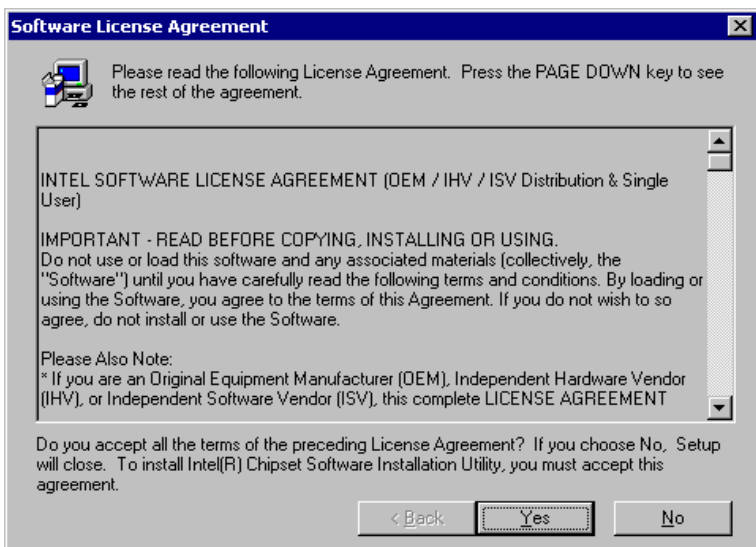 Software License Agreement
Please read the following License Agreement. Press the PAGE DOWN key to see
the rest of the agreement.
INTEL SOFTWARE LICENSE AGREEMENT (OEM / IHV / ISV Distribution & Single
User)
IMPORTANT - READ BEFORE COPYING, INSTALLING OR USING.
Do not use or load this software and any associated materials (collectively, the
"Software") until you have carefully read the following terms and conditions. By loading or
using the Software, you agree to the terms of this Agreement. If you do not wish to so
agree, do not install or use the Software.
Please Also Note:
* If you are an Original Equipment Manufacturer (OEM), Independent Hardware Vendor
(IHV), or Independent Software Vendor (ISV), this complete LICENSE AGREEMENT
Do you accept all the terms of the preceding License Agreement? If you choose No, Setup
will close. To install Intel(R) Chipset Software Installation Utility, you must accept this
agreement.
< Back Yes No